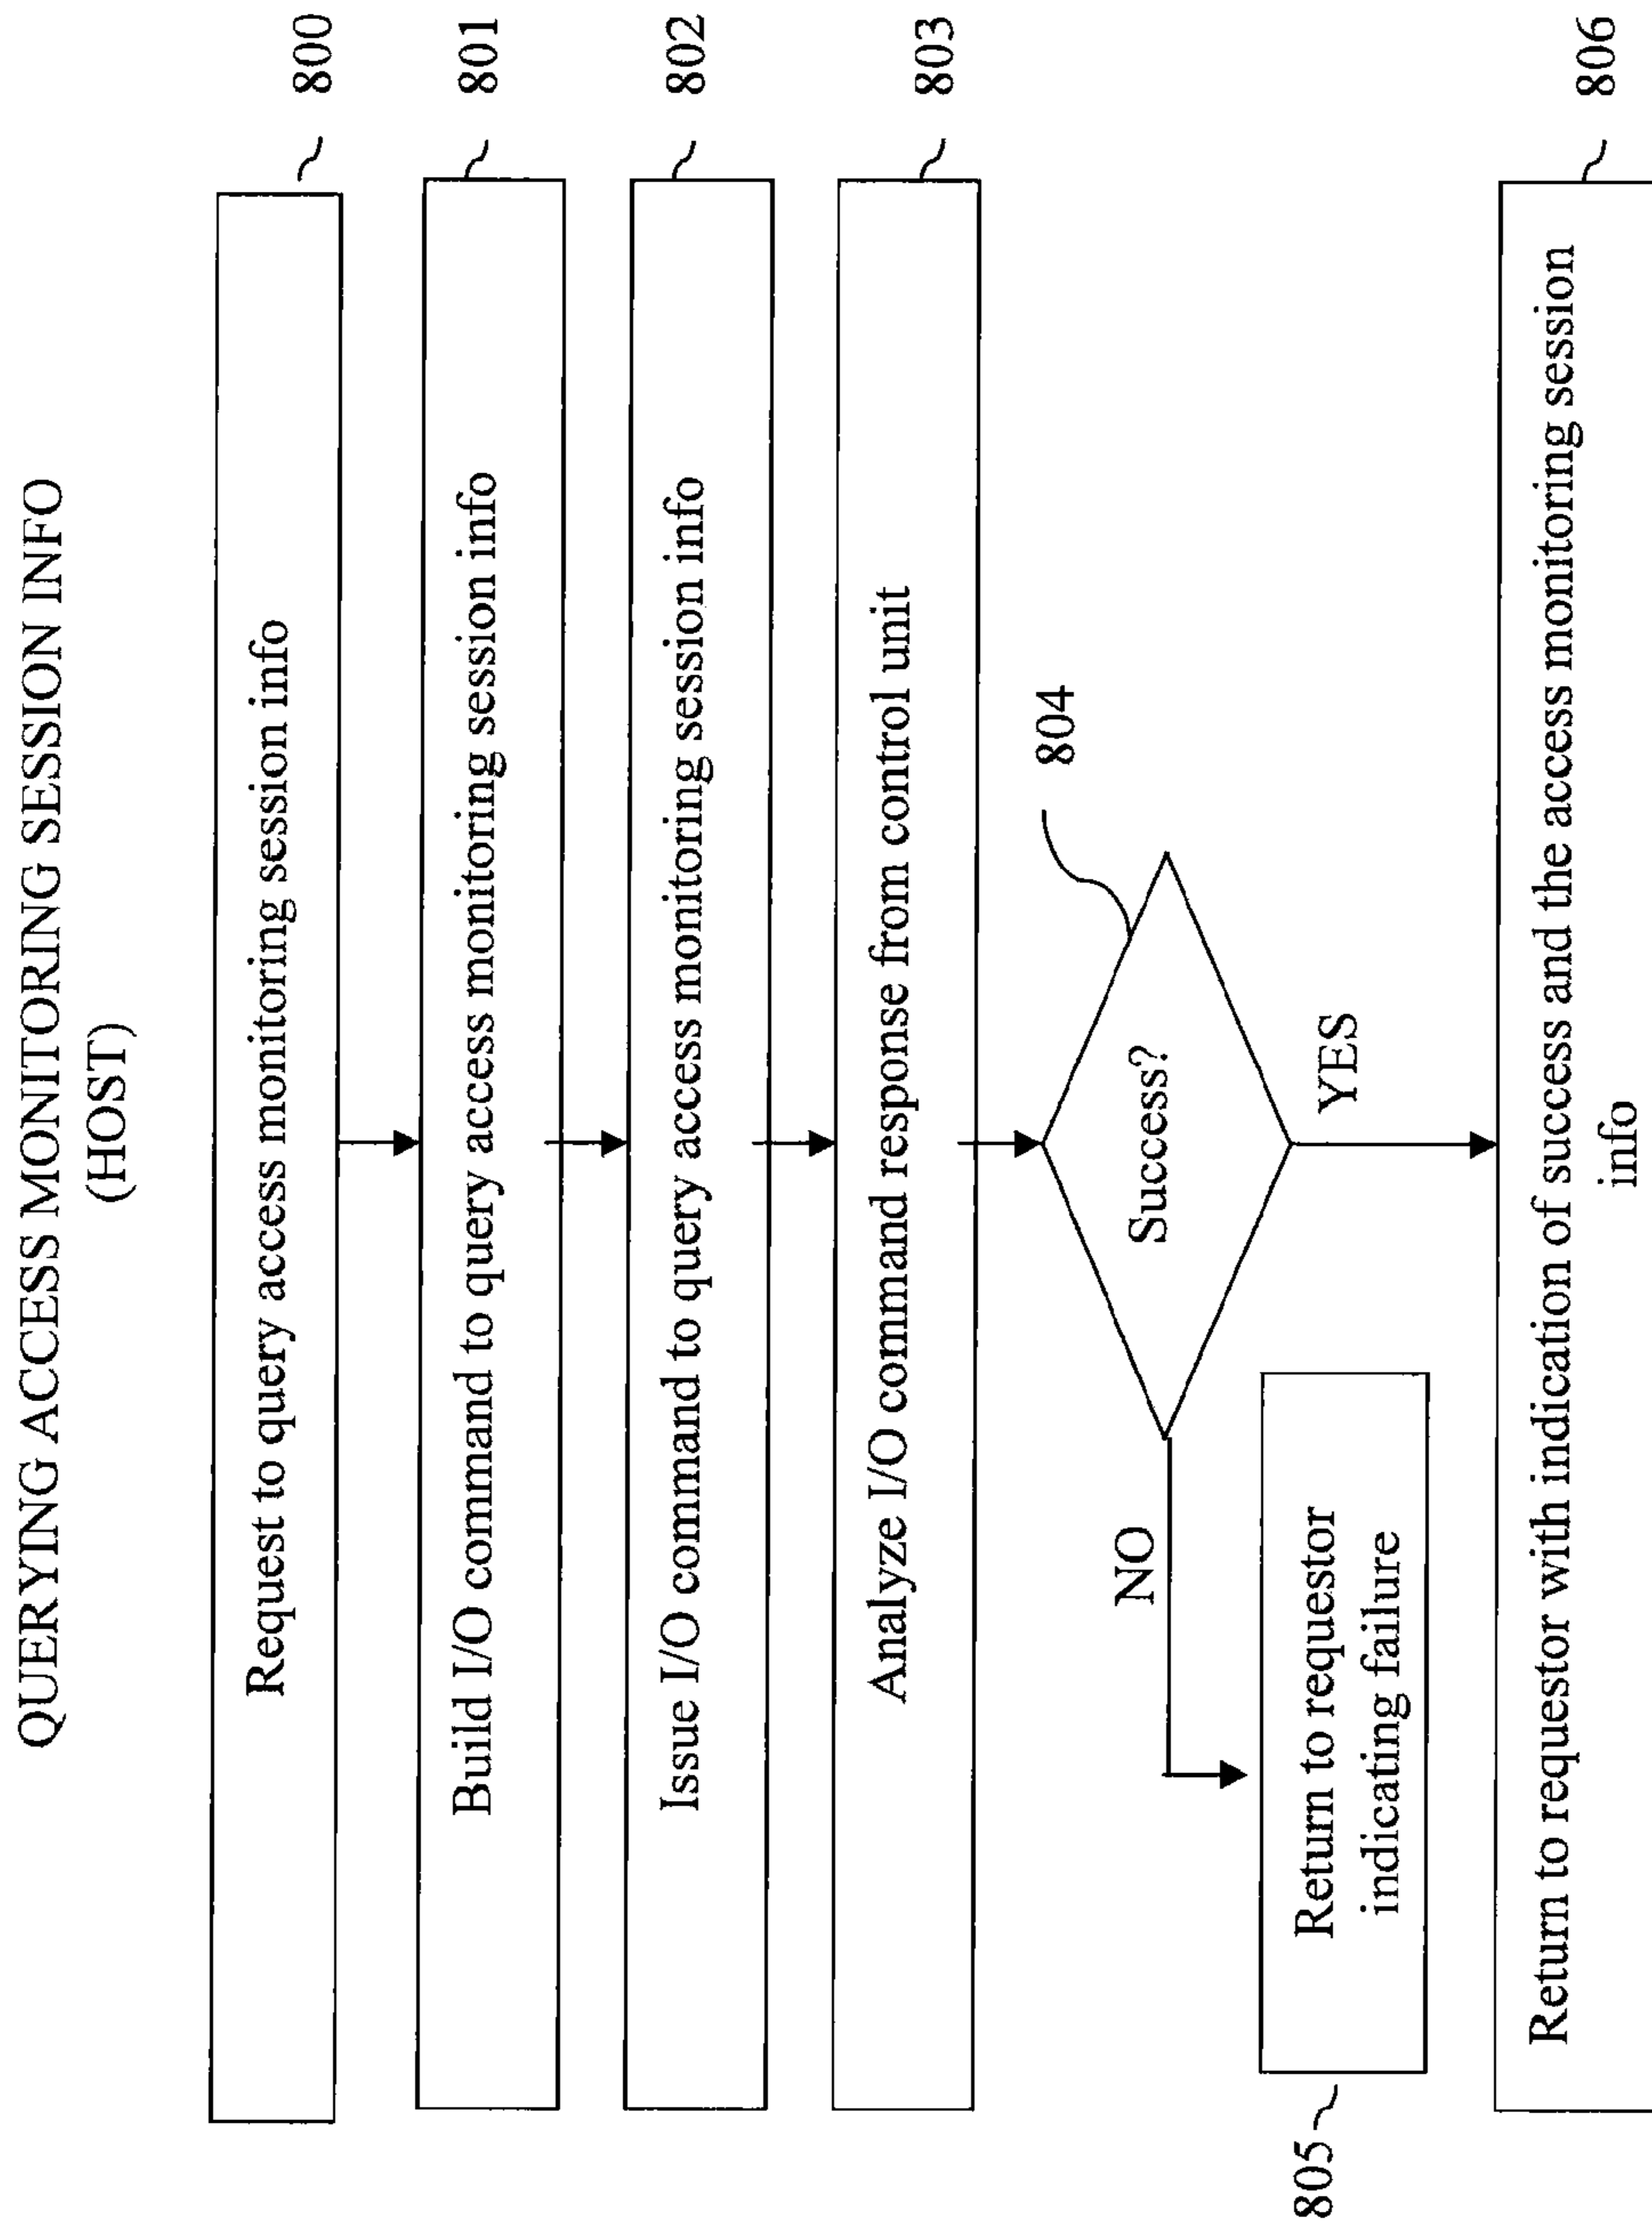 QUERYING ACCESS MONITORING SESSION INFO
(HOST)
800
Request to query access monitoring session info
801
Build I/O command to query access monitoring session info
802
Issue I/O command to query access monitoring session info
803
Analyze I/O command response from control unit
804
Success?
NO
YES
805
Return to requestor
indicating failure
806
Return to requestor with indication of success and the access monitoring session
info